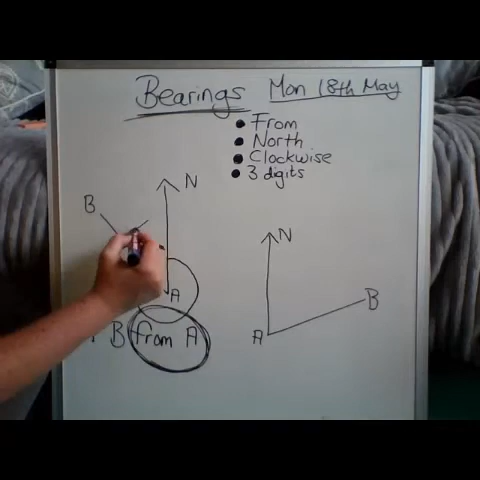 Bearings Mon 18th May
From
North
Clockwise
3 digits
N
B
A
B from A
N
B
A